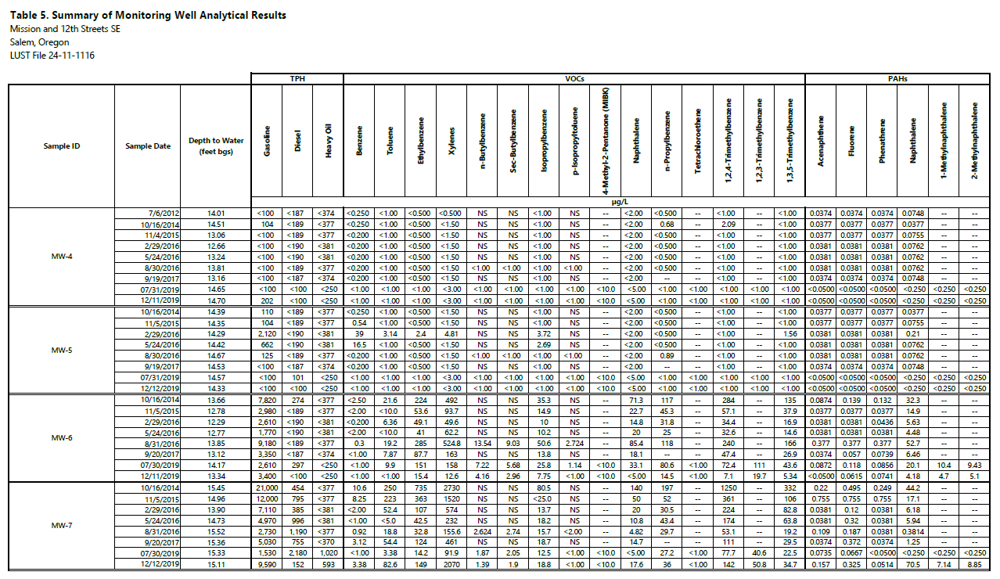 Table 5. Summary of Monitoring Well Analytical Results
Mission and 12th Streets SE
Salem, Oregon
LUST File 24-11-1116
TPH VOCs PAHs
Sample ID Sample Date Depth to Water (feet bgs) Gasoline Diesel Heavy Oil Benzene Toluene Ethylbenzene Xylenes n-Butylbenzene Sec-Butylbenzene Isopropylbenzene p-Isopropyltoluene 4-Methyl-2-Pentanone (MIBK) Naphthalene n-Propylbenzene Tetrachloroethene 1,2,4-Trimethylbenzene 1,2,3-Trimethylbenzene 1,3,5-Trimethylbenzene Acenaphthene Fluorene Phenathrene Naphthalene 1-Methylnaphthalene 2-Methylnaphthalene
µg/L
MW-4
7/6/2012 14.01 <100 <187 <374 <0.250 <1.00 <0.500 <0.500 NS NS <1.00 NS -- <2.00 <0.500 -- <1.00 -- <1.00 0.0374 0.0374 0.0374 0.0748 -- --
10/16/2014 14.51 104 <189 <377 <0.250 <1.00 <0.500 <1.50 NS NS <1.00 NS -- <2.00 0.68 -- 2.09 -- <1.00 0.0377 0.0377 0.0377 0.0377 -- --
11/4/2015 13.06 <100 <189 <377 <0.200 <1.00 <0.500 <1.50 NS NS <1.00 NS -- <2.00 <0.500 -- <1.00 -- <1.00 0.0377 0.0377 0.0377 0.0755 -- --
2/29/2016 12.66 <100 <190 <381 <0.200 <1.00 <0.500 <1.50 NS NS <1.00 NS -- <2.00 <0.500 -- <1.00 -- <1.00 0.0381 0.0381 0.0381 0.0762 -- --
5/24/2016 13.24 <100 <190 <381 <0.200 <1.00 <0.500 <1.50 NS NS <1.00 NS -- <2.00 <0.500 -- <1.00 -- <1.00 0.0381 0.0381 0.0381 0.0762 -- --
8/30/2016 13.81 <100 <189 <377 <0.200 <1.00 <0.500 <1.50 <1.00 <1.00 <1.00 <1.00 -- <2.00 <0.500 -- <1.00 -- <1.00 0.0381 0.0381 0.0381 0.0762 -- --
9/19/2017 13.16 <100 <187 <374 <0.200 <1.00 <0.500 <1.50 NS NS <1.00 NS -- <2.00 -- -- <1.00 -- <1.00 0.0374 0.0374 0.0374 0.0748 -- --
07/31/2019 14.65 <100 <100 <250 <1.00 <1.00 <1.00 <3.00 <1.00 <1.00 <1.00 <1.00 <10.0 <5.00 <1.00 <1.00 <1.00 <1.00 <1.00 <0.0500 <0.0500 <0.0500 <0.250 <0.250 <0.250
12/11/2019 14.70 202 <100 <250 <1.00 <1.00 <1.00 <3.00 <1.00 <1.00 <1.00 <1.00 <10.0 <5.00 <1.00 <1.00 <1.00 <1.00 <1.00 <0.0500 <0.0500 <0.0500 <0.250 <0.250 <0.250
MW-5
10/16/2014 14.39 110 <189 <377 <0.250 <1.00 <0.500 <1.50 NS NS <1.00 NS -- <2.00 <0.500 -- <1.00 -- <1.00 0.0377 0.0377 0.0377 0.0377 -- --
11/5/2015 14.35 104 <189 <377 0.54 <1.00 <0.500 <1.50 NS NS <1.00 NS -- <2.00 <0.500 -- <1.00 -- <1.00 0.0377 0.0377 0.0377 0.0755 -- --
2/29/2016 14.29 2,120 <190 <381 39 3.14 2.4 4.81 NS NS 3.72 NS -- <2.00 <0.500 -- <1.00 -- 1.56 0.0381 0.0381 0.0381 0.21 -- --
5/24/2016 14.42 662 <190 <381 16.5 <1.00 <0.500 <1.50 NS NS 2.69 NS -- <2.00 <0.500 -- <1.00 -- <1.00 0.0381 0.0381 0.0381 0.0762 -- --
8/30/2016 14.67 125 <189 <377 <0.200 <1.00 <0.500 <1.50 <1.00 <1.00 <1.00 <1.00 -- <2.00 0.89 -- <1.00 -- <1.00 0.0381 0.0381 0.0381 0.0762 -- --
9/19/2017 14.53 <100 <187 <374 <0.200 <1.00 <0.500 <1.50 NS NS <1.00 NS -- <2.00 -- -- <1.00 -- <1.00 0.0374 0.0374 0.0374 0.0748 -- --
07/31/2019 14.57 <100 101 <250 <1.00 <1.00 <1.00 <3.00 <1.00 <1.00 <1.00 <1.00 <10.0 <5.00 <1.00 <1.00 <1.00 <1.00 <1.00 <0.0500 <0.0500 <0.0500 <0.250 <0.250 <0.250
12/12/2019 14.33 <100 <100 <250 <1.00 <1.00 <1.00 <3.00 <1.00 <1.00 <1.00 <1.00 <10.0 <5.00 <1.00 <1.00 <1.00 <1.00 <1.00 <0.0500 <0.0500 <0.0500 <0.250 <0.250 <0.250
MW-6
10/16/2014 13.66 7,820 274 <377 <2.50 21.6 224 492 NS NS 35.3 NS -- 71.3 117 -- 284 -- 135 0.0874 0.139 0.132 32.3 -- --
11/5/2015 12.78 2,980 <189 <377 <2.00 <10.0 53.6 93.7 NS NS 14.9 NS -- 22.7 45.3 -- 57.1 -- 37.9 0.0377 0.0377 0.0377 14.9 -- --
2/29/2016 12.29 2,610 <190 <381 <0.200 6.36 49.1 49.6 NS NS 10 NS -- 14.8 31.8 -- 34.4 -- 16.9 0.0381 0.0381 0.0436 5.63 -- --
5/24/2016 12.77 1,770 <190 <381 <2.00 <10.0 41 62.2 NS NS 10.2 NS -- 20 25 -- 32.6 -- 14.6 0.0381 0.0381 0.0381 4.48 -- --
8/31/2016 13.85 9,180 <189 <377 0.3 19.2 285 524.8 13.54 9.03 50.6 2.724 -- 85.4 118 -- 240 -- 166 0.377 0.377 0.377 52.7 -- --
9/20/2017 13.12 3,350 <187 <374 <1.00 7.87 87.7 163 NS NS 13.8 NS -- 18.1 -- -- 47.4 -- 26.9 0.0374 0.057 0.0739 6.46 -- --
07/30/2019 14.17 2,610 297 <250 <1.00 9.9 151 158 7.22 5.68 25.8 1.14 <10.0 33.1 80.6 <1.00 72.4 111 43.6 0.0872 0.118 0.0856 20.1 10.4 9.43
12/11/2019 13.34 3,400 <100 <250 <1.00 <1.00 15.4 12.6 4.16 2.96 7.75 <1.00 <10.0 <5.00 14.5 <1.00 7.1 19.7 5.34 <0.0500 0.0615 0.0741 4.18 4.7 5.1
MW-7
10/16/2014 15.45 21,000 454 <377 10.6 250 735 2730 NS NS 80.5 NS -- 140 197 -- 1250 -- 332 0.22 0.495 0.249 44.2 -- --
11/5/2015 14.96 12,000 795 <377 8.25 223 363 1520 NS NS <25.0 NS -- 50 52 -- 361 -- 106 0.755 0.755 0.755 17.1 -- --
2/29/2016 13.90 7,110 385 <381 <2.00 52.4 107 574 NS NS 13.7 NS -- 20 30.5 -- 224 -- 82.8 0.0381 0.12 0.0381 6.18 -- --
5/24/2016 14.73 4,970 996 <381 <1.00 <5.0 42.5 232 NS NS 18.2 NS -- 10.8 43.4 -- 174 -- 63.8 0.0381 0.32 0.0381 5.94 -- --
8/31/2016 15.52 2,730 1,190 <377 0.92 18.8 32.8 155.6 2.624 2.74 15.7 <2.00 -- 4.82 29.7 -- 53.1 -- 19.2 0.109 0.187 0.0381 0.3814 -- --
9/20/2017 15.36 5,030 755 <370 3.12 54.4 124 461 NS NS 18.7 NS -- 14.7 -- -- 111 -- 29.5 0.0374 0.372 0.0374 1.25 -- --
07/30/2019 15.33 1,530 2,180 1,020 <1.00 3.38 14.2 91.9 1.87 2.05 12.5 <1.00 <10.0 <5.00 27.2 <1.00 77.7 40.6 22.5 0.0735 0.0667 <0.0500 <0.250 <0.250 <0.250
12/12/2019 15.11 9,590 152 593 3.38 82.6 149 2070 1.39 1.9 18.8 <1.00 <10.0 17.6 36 <1.00 142 50.8 34.7 0.157 0.325 0.0514 70.5 7.14 8.85